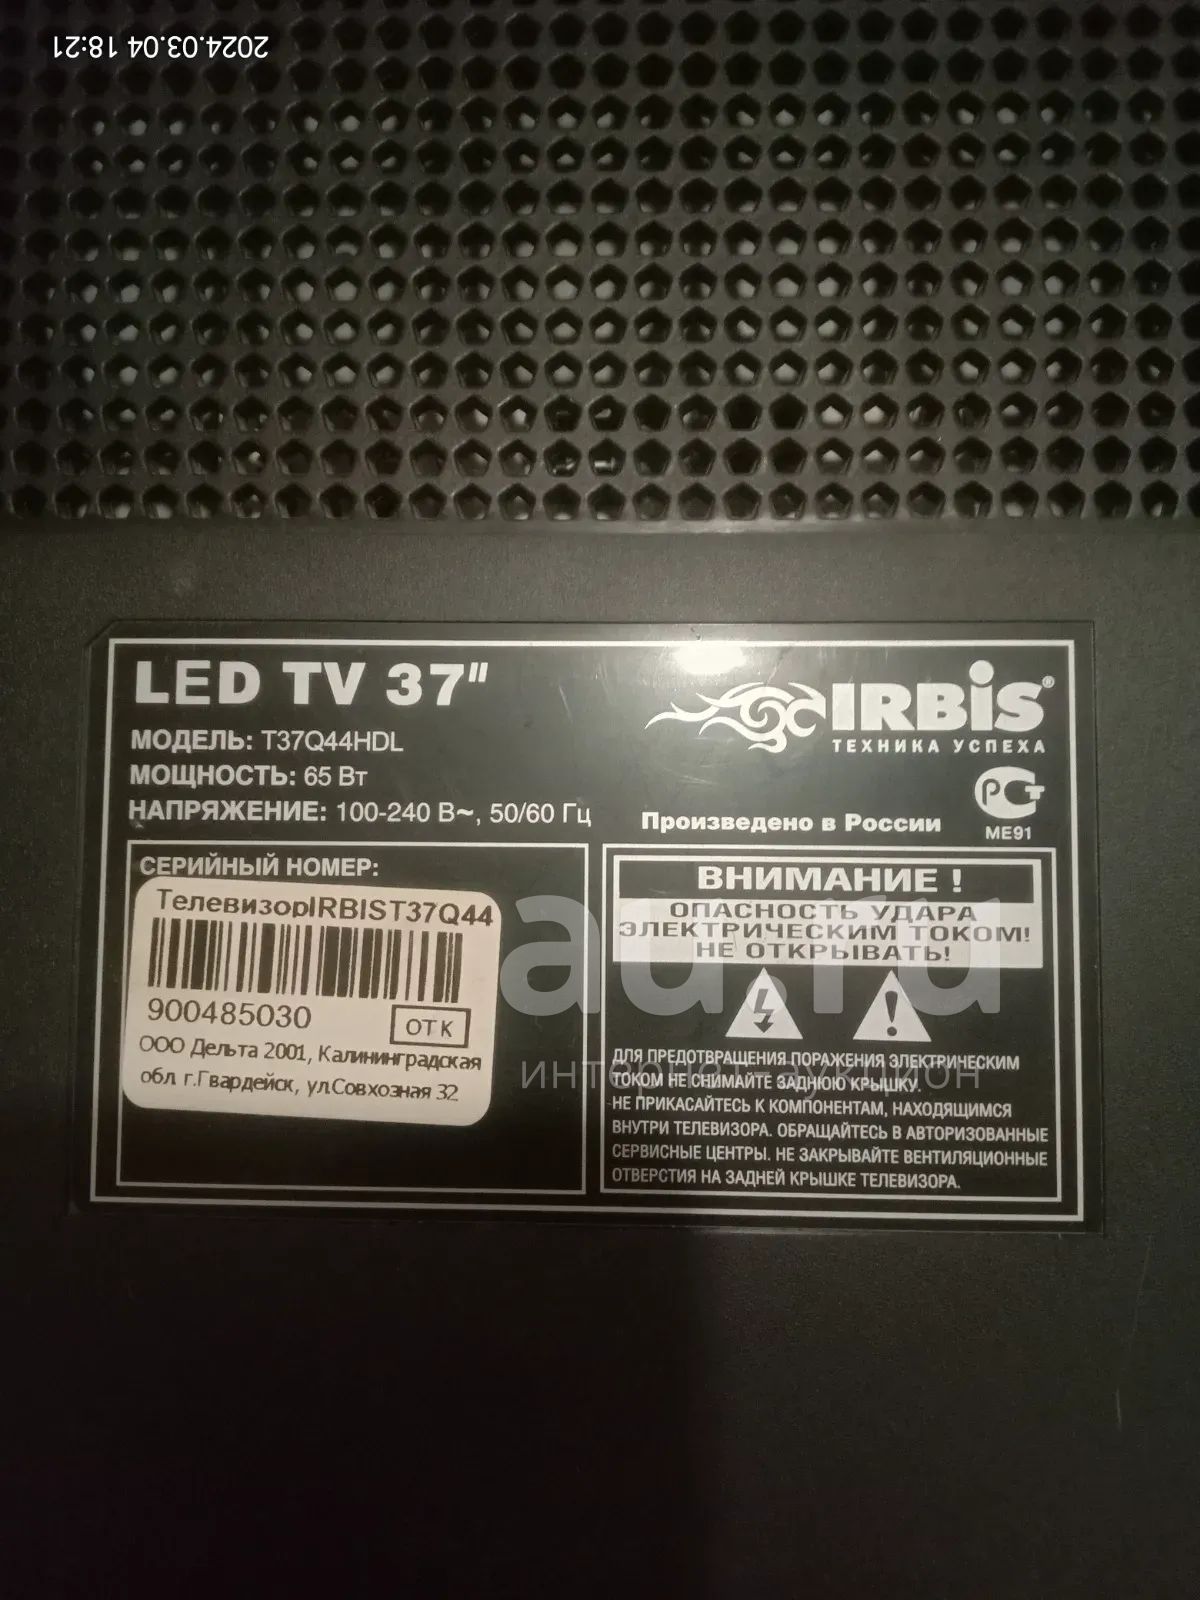 2024.03.04 18:21
LED TV 37"
МОДЕЛЬ: T37Q44HDL
МОЩНОСТЬ: 65 Вт
НАПРЯЖЕНИЕ: 100-240 В~, 50/60 Гц
IRBIS®
ТЕХНИКА УСПЕХА
Произведено в России
РСТ
МЕ91
СЕРИЙНЫЙ НОМЕР:
ТелевизорIRBIST37Q44
900485030
ОТК
ООО Дельта 2001, Калининградская
обл. г.Гвардейск, ул.Совхозная 32
ВНИМАНИЕ !
ОПАСНОСТЬ УДАРА
ЭЛЕКТРИЧЕСКИМ ТОКОМ!
НЕ ОТКРЫВАТЬ!
ДЛЯ ПРЕДОТВРАЩЕНИЯ ПОРАЖЕНИЯ ЭЛЕКТРИЧЕСКИМ
ТОКОМ НЕ СНИМАЙТЕ ЗАДНЮЮ КРЫШКУ.
НЕ ПРИКАСАЙТЕСЬ К КОМПОНЕНТАМ, НАХОДЯЩИМСЯ
ВНУТРИ ТЕЛЕВИЗОРА. ОБРАЩАЙТЕСЬ В АВТОРИЗОВАННЫЕ
СЕРВИСНЫЕ ЦЕНТРЫ. НЕ ЗАКРЫВАЙТЕ ВЕНТИЛЯЦИОННЫЕ
ОТВЕРСТИЯ НА ЗАДНЕЙ КРЫШКЕ ТЕЛЕВИЗОРА.
au.ru
интернет-аукцион